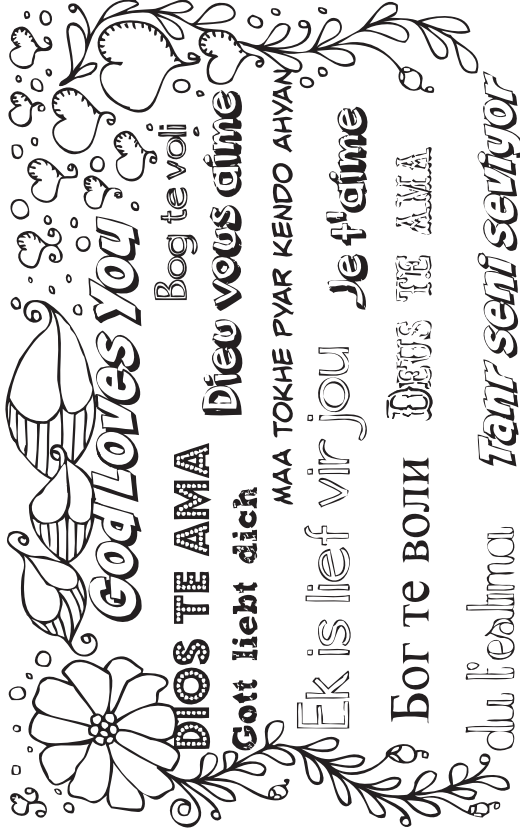 God Loves You
DIOS TE AMA Bog te voli
Gott liebt dich Dieu vous aime
MAA TOKHE PYAR KENDO AHYAN
Ek is lief vir jou Je t'aime
Бог те воли DEUS TE AMA
du l'estima Tanr seni seviyor